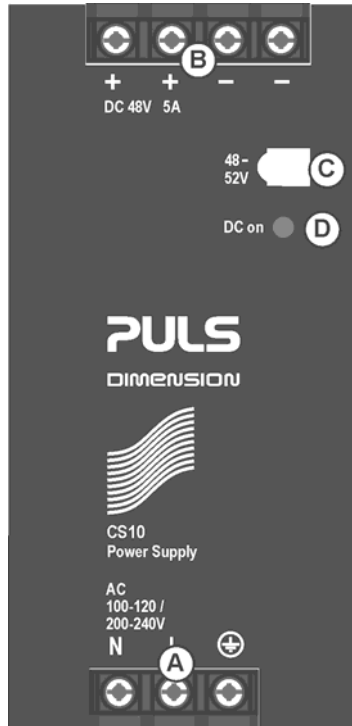 B
+ + – –
DC 48V 5A
48–
52V
C
DC on
D
PULS
DIMENSION
CS10
Power Supply
AC
100-120 /
200-240V
N
A